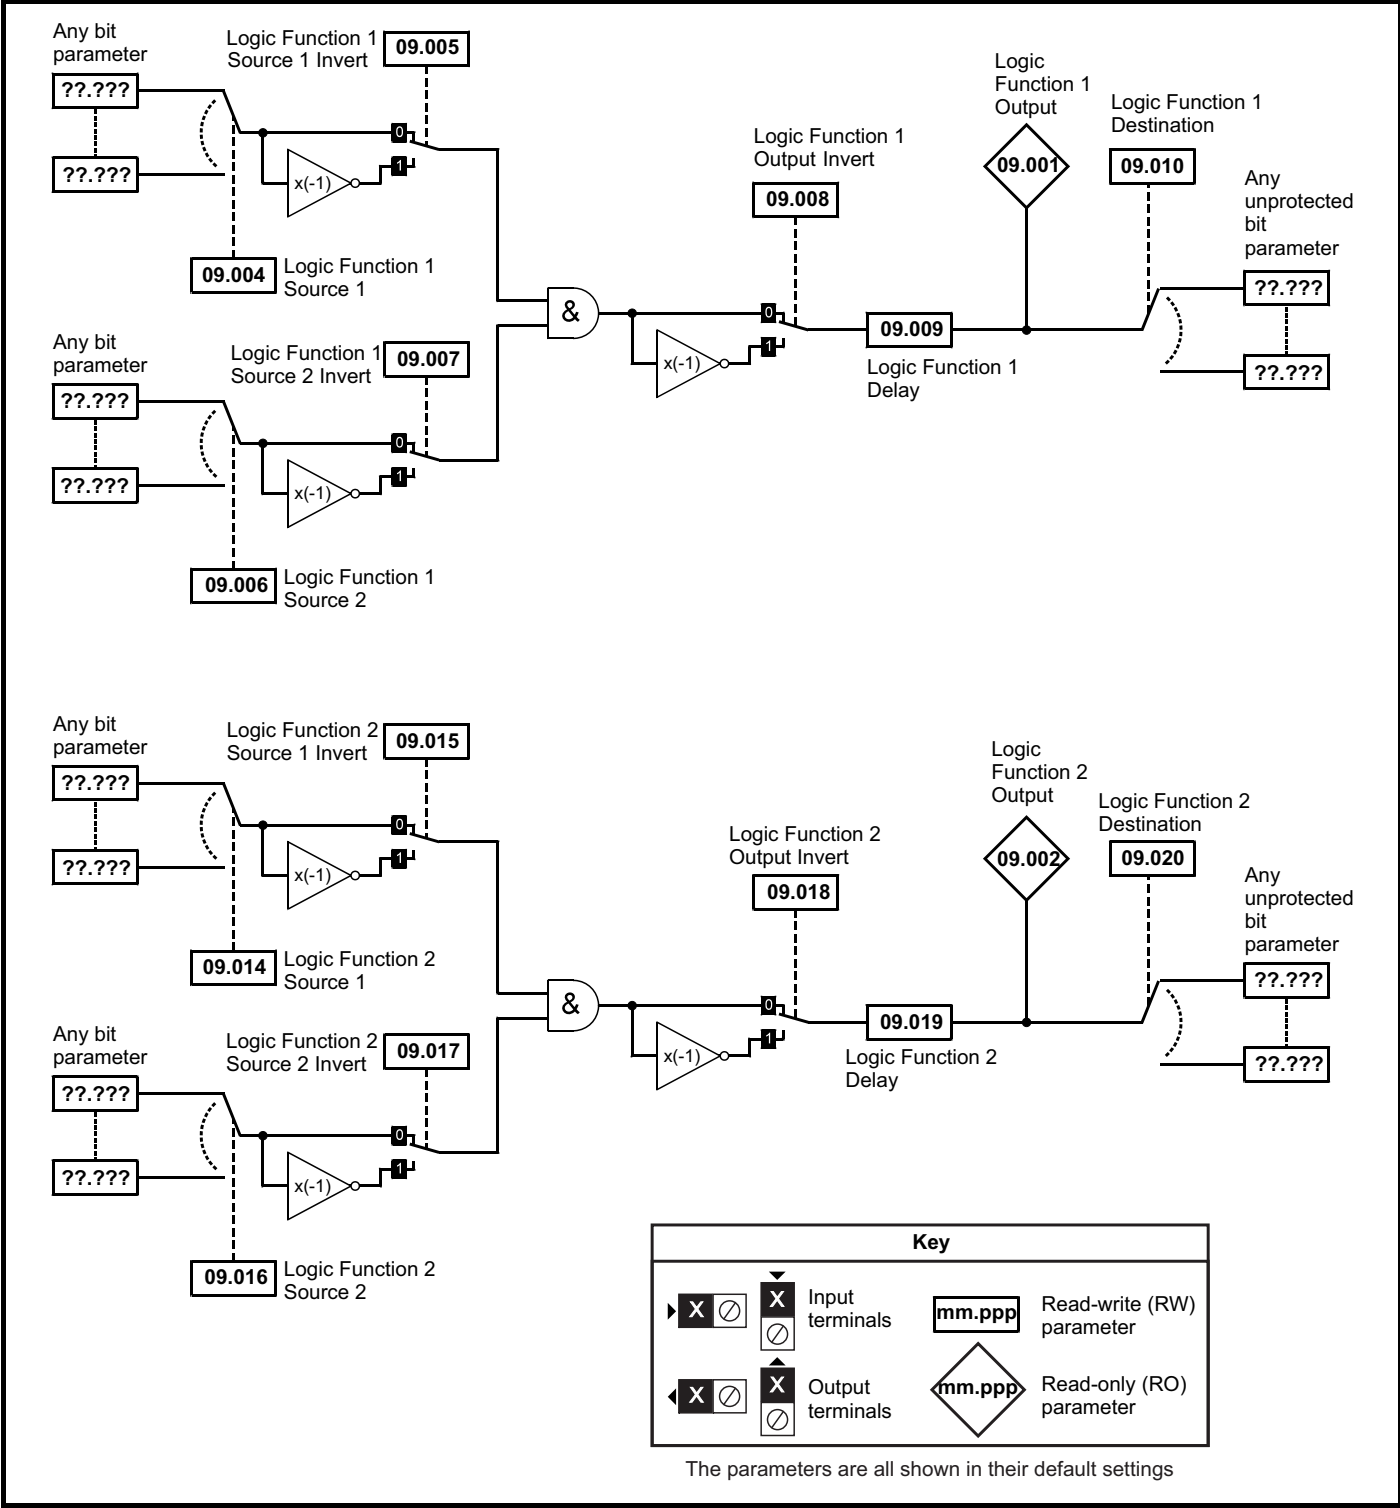 Any bit
parameter
??.???
??.???
Logic Function 1
Source 1 Invert
09.005
0
1
x(-1)
09.004
Logic Function 1
Source 1
Any bit
parameter
??.???
??.???
Logic Function 1
Source 2 Invert
09.007
0
1
x(-1)
09.006
Logic Function 1
Source 2
&
x(-1)
Logic Function 1
Output Invert
09.008
0
1
09.009
Logic Function 1
Delay
Logic
Function 1
Output
09.001
Logic Function 1
Destination
09.010
Any
unprotected
bit
parameter
??.???
??.???
Any bit
parameter
??.???
??.???
Logic Function 2
Source 1 Invert
09.015
0
1
x(-1)
09.014
Logic Function 2
Source 1
Any bit
parameter
??.???
??.???
Logic Function 2
Source 2 Invert
09.017
0
1
x(-1)
09.016
Logic Function 2
Source 2
&
x(-1)
Logic Function 2
Output Invert
09.018
0
1
09.019
Logic Function 2
Delay
Logic
Function 2
Output
09.002
Logic Function 2
Destination
09.020
Any
unprotected
bit
parameter
??.???
??.???
Key
X
X
Input
terminals
mm.ppp
Read-write (RW)
parameter
X
X
Output
terminals
mm.ppp
Read-only (RO)
parameter
The parameters are all shown in their default settings